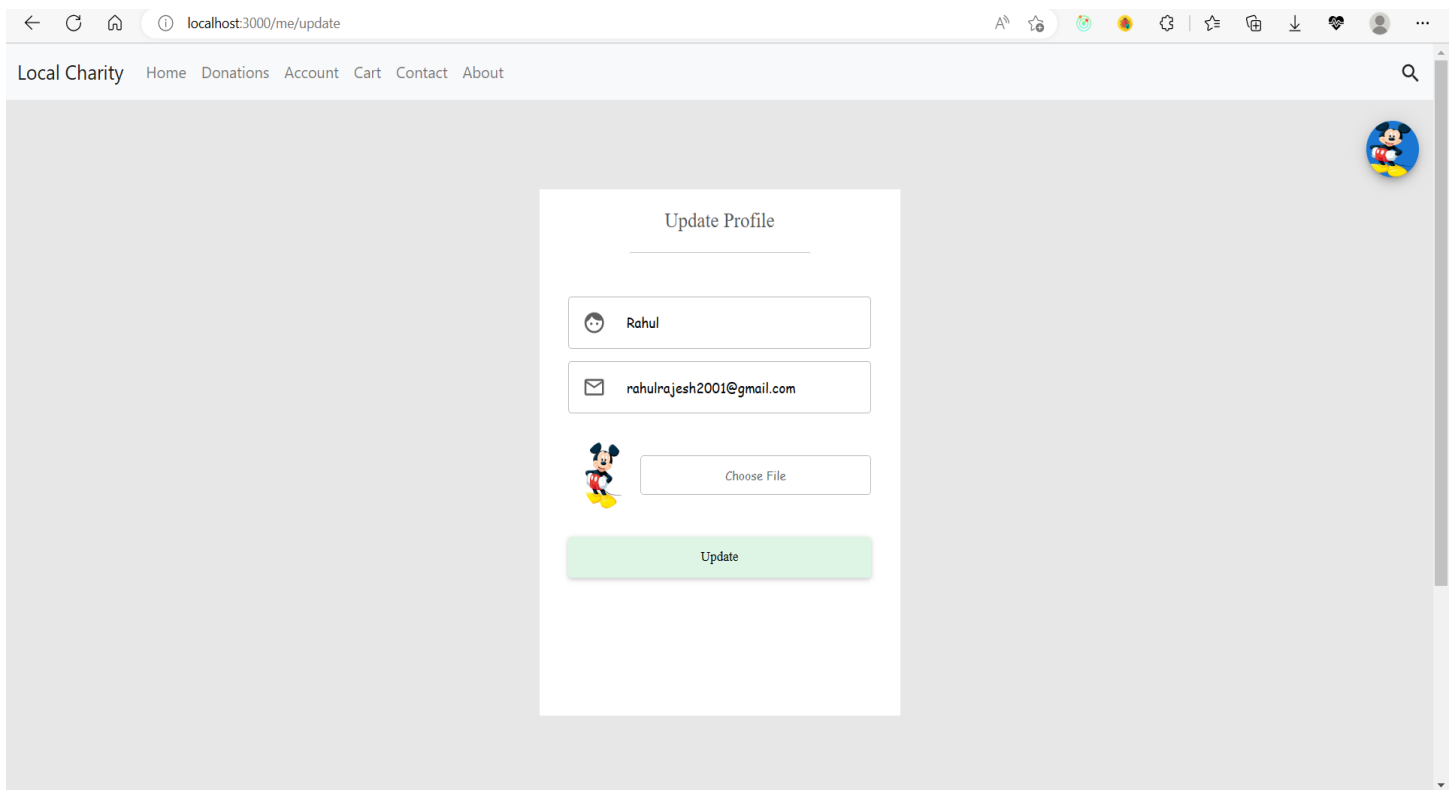 localhost:3000/me/update
Local Charity Home Donations Account Cart Contact About
Update Profile
Rahul
rahulrajesh2001@gmail.com
Choose File
Update